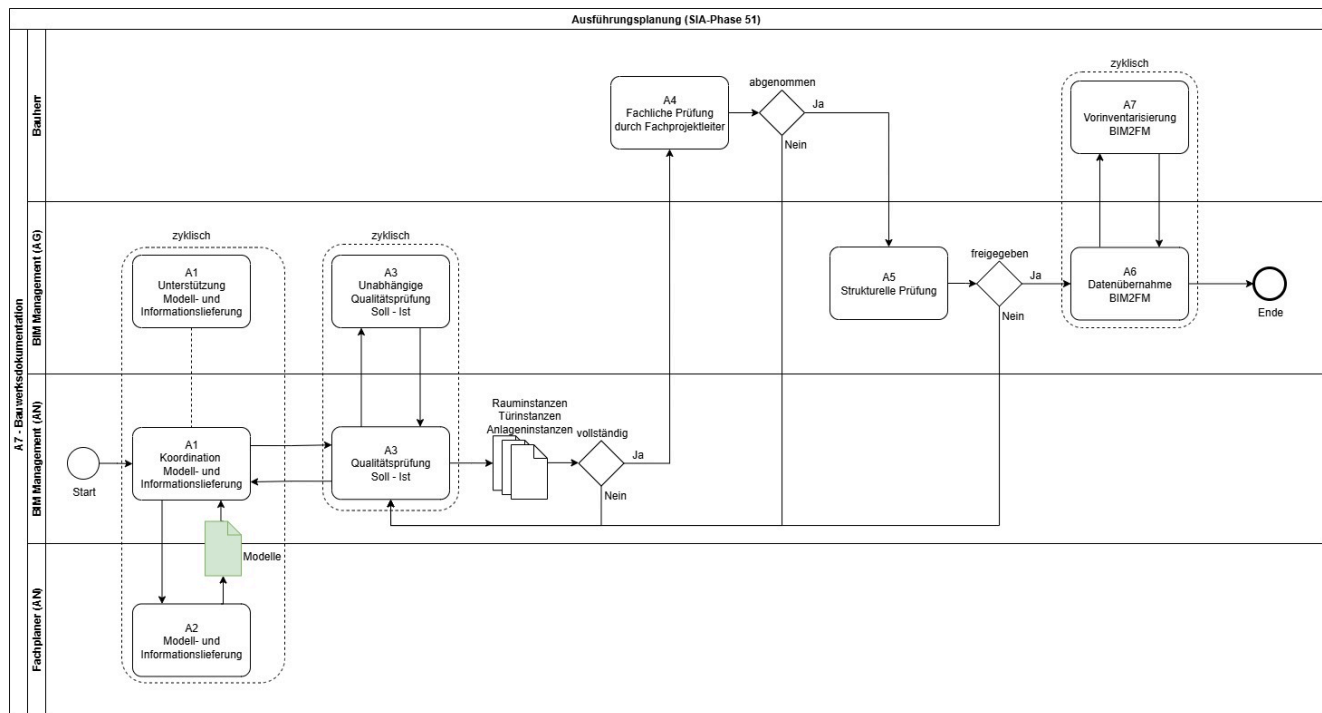 Ausführungsplanung (SIA-Phase 51)
A7 - Bauwerksdokumentation
Bauherr
A4
Fachliche Prüfung
durch Fachprojektleiter
abgenommen
Ja
Nein
zyklisch
A7
Vorinventarisierung
BIM2FM
BIM Management (AG)
zyklisch
A1
Unterstützung
Modell- und
Informationslieferung
zyklisch
A3
Unabhängige
Qualitätsprüfung
Soll - Ist
A5
Strukturelle Prüfung
freigegeben
Ja
Nein
A6
Datenübernahme
BIM2FM
Ende
BIM Management (AN)
Start
A1
Koordination
Modell- und
Informationslieferung
A3
Qualitätsprüfung
Soll - Ist
Rauminstanzen
Türinstanzen
Anlageninstanzen
vollständig
Ja
Nein
Modelle
Fachplaner (AN)
A2
Modell- und
Informationslieferung